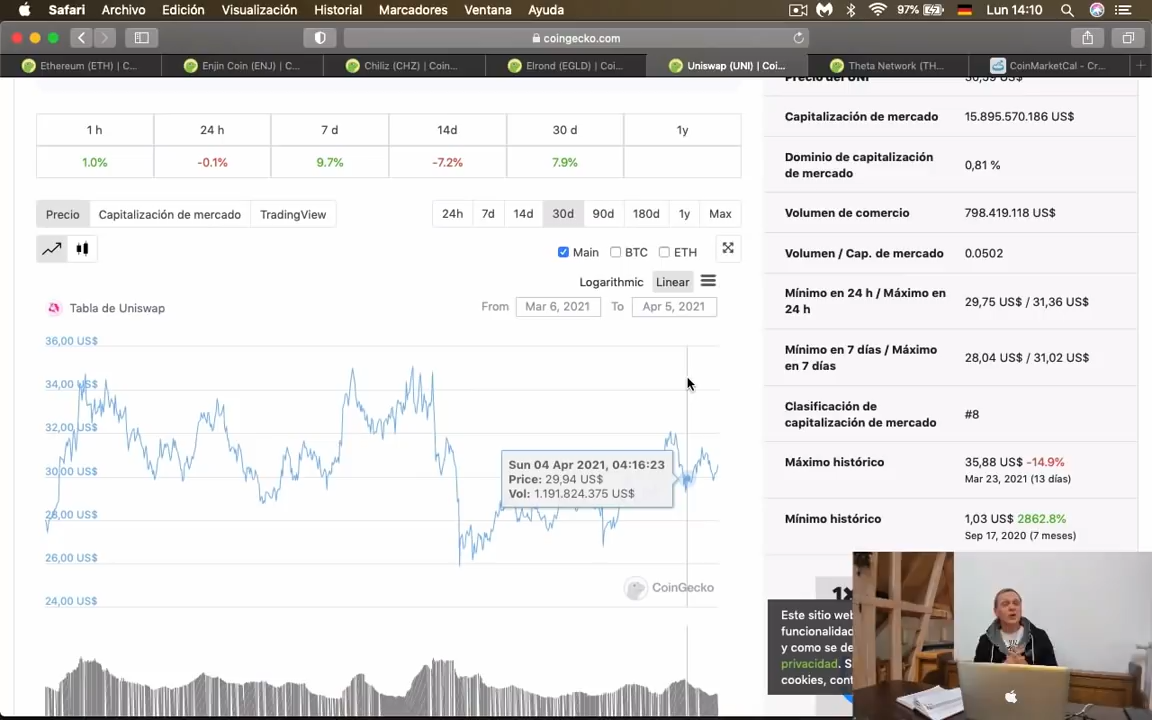 Safari Archivo Edición Visualización Historial Marcadores Ventana Ayuda 97% Lun 14:10
coingecko.com
Ethereum (ETH) | C... Enjin Coin (ENJ) | C... Chiliz (CHZ) | Coin... Elrond (EGLD) | Coi... Uniswap (UNI) | Coi... Theta Network (TH... CoinMarketCal - Cr...
Precio del UNI
1 h 24 h 7 d 14d 30 d 1y
1.0% -0.1% 9.7% -7.2% 7.9%
Precio Capitalización de mercado TradingView
24h 7d 14d 30d 90d 180d 1y Max
Main BTC ETH
Logarithmic Linear
Tabla de Uniswap
From Mar 6, 2021 To Apr 5, 2021
36,00 US$
34,00 US$
32,00 US$
30,00 US$
28,00 US$
26,00 US$
24,00 US$
Sun 04 Apr 2021, 04:16:23
Price: 29,94 US$
Vol: 1.191.824.375 US$
CoinGecko
Capitalización de mercado 15.895.570.186 US$
Dominio de capitalización
de mercado
0,81 %
Volumen de comercio 798.419.118 US$
Volumen / Cap. de mercado 0.0502
Mínimo en 24 h / Máximo en
24 h
29,75 US$ / 31,36 US$
Mínimo en 7 días / Máximo
en 7 días
28,04 US$ / 31,02 US$
Clasificación de
capitalización de mercado
#8
Máximo histórico 35,88 US$ -14.9%
Mar 23, 2021 (13 días)
Mínimo histórico 1,03 US$ 2862.8%
Sep 17, 2020 (7 meses)
Este sitio web
funcionalidad
y como se de
privacidad. S
cookies, cont